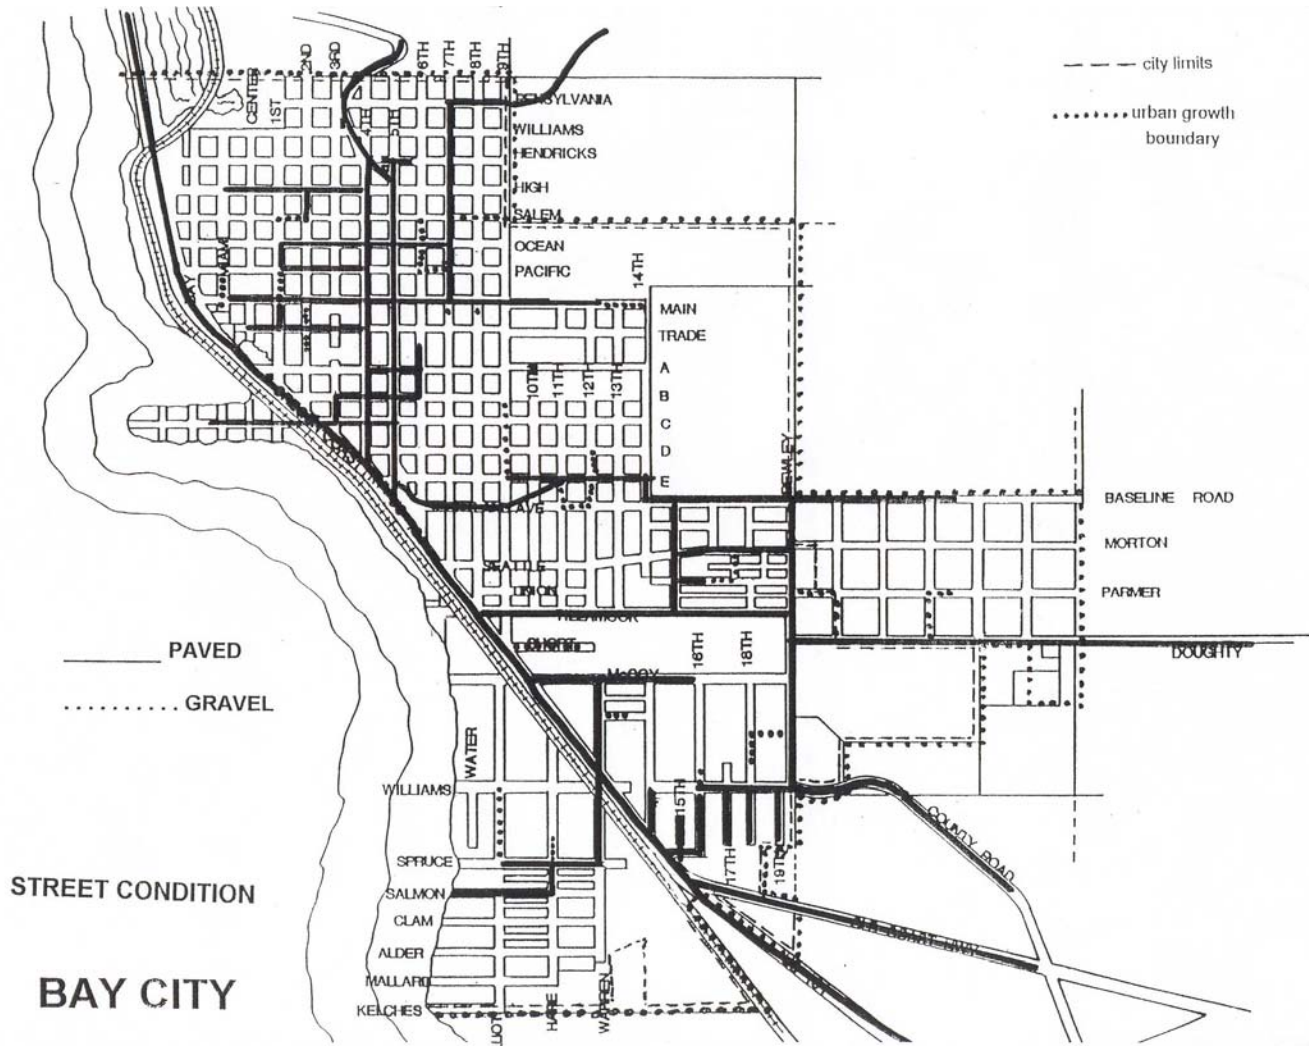 2ND
3RD
6TH
7TH
8TH
9TH
CENTER
1ST
4TH
5TH
city limits
urban growth
boundary
PENSYLVANIA
WILLIAMS
HENDRICKS
HIGH
SALEM
OCEAN
PACIFIC
MIAMI
14TH
MAIN
TRADE
A
B
C
D
E
10TH
11TH
12TH
13TH
BASELINE ROAD
MORTON
PARMER
SEATTLE
UNION
SHORT
16TH
18TH
DOUGHTY
McCOY
PAVED
GRAVEL
WATER
WILLIAMS
15TH
COUNTY ROAD
SPRUCE
17TH
19TH
STREET CONDITION
SALMON
CLAM
ALDER
MALLARD
BAY CITY
KELCHES
HARE
WARREN